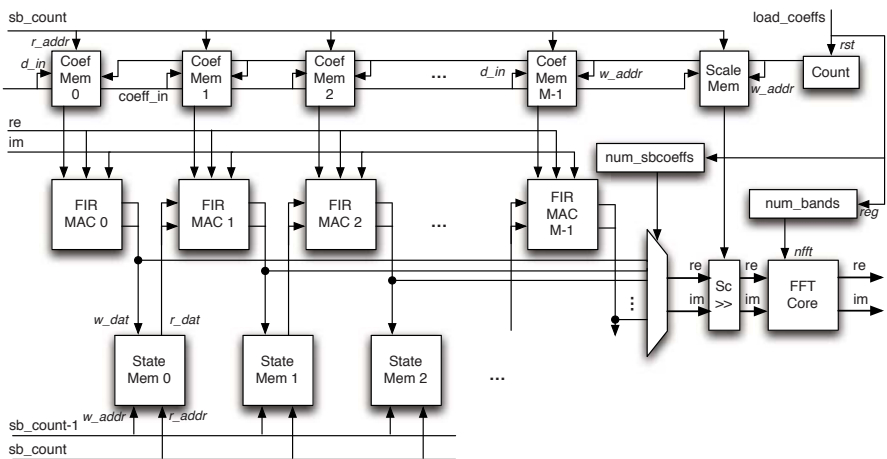 sb_count
load_coeffs
r_addr
rst
d_in
Coef
Mem
0
Coef
Mem
1
Coef
Mem
2
...
d_in
Coef
Mem
M-1
w_addr
Scale
Mem
w_addr
Count
coeff_in
re
im
num_sbcoeffs
FIR
MAC 0
FIR
MAC 1
FIR
MAC 2
...
FIR
MAC
M-1
num_bands
reg
nfft
re
im
Sc
>>
re
im
FFT
Core
re
im
...
w_dat
r_dat
State
Mem 0
State
Mem 1
State
Mem 2
...
w_addr
r_addr
sb_count-1
sb_count